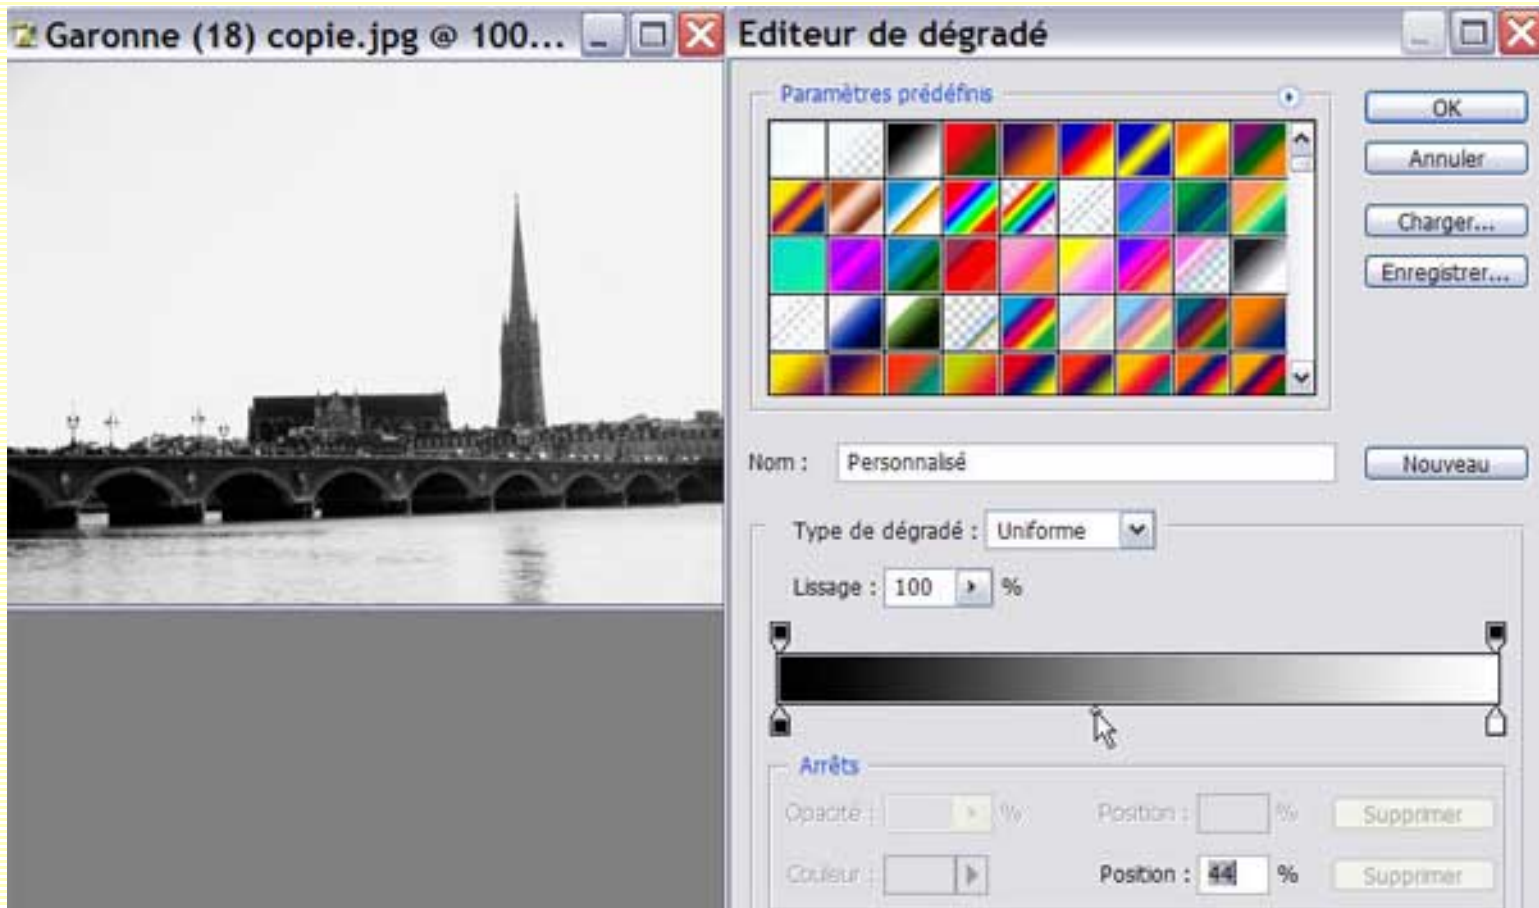 Garonne (18) copie.jpg @ 100...
Editeur de dégradé
Paramètres prédéfinis
OK
Annuler
Charger...
Enregistrer...
Nom :
Personnalisé
Nouveau
Type de dégradé : Uniforme
Lissage : 100 %
Arrêts
Opacité : % Position : % Supprimer
Couleur : Position : 44 % Supprimer